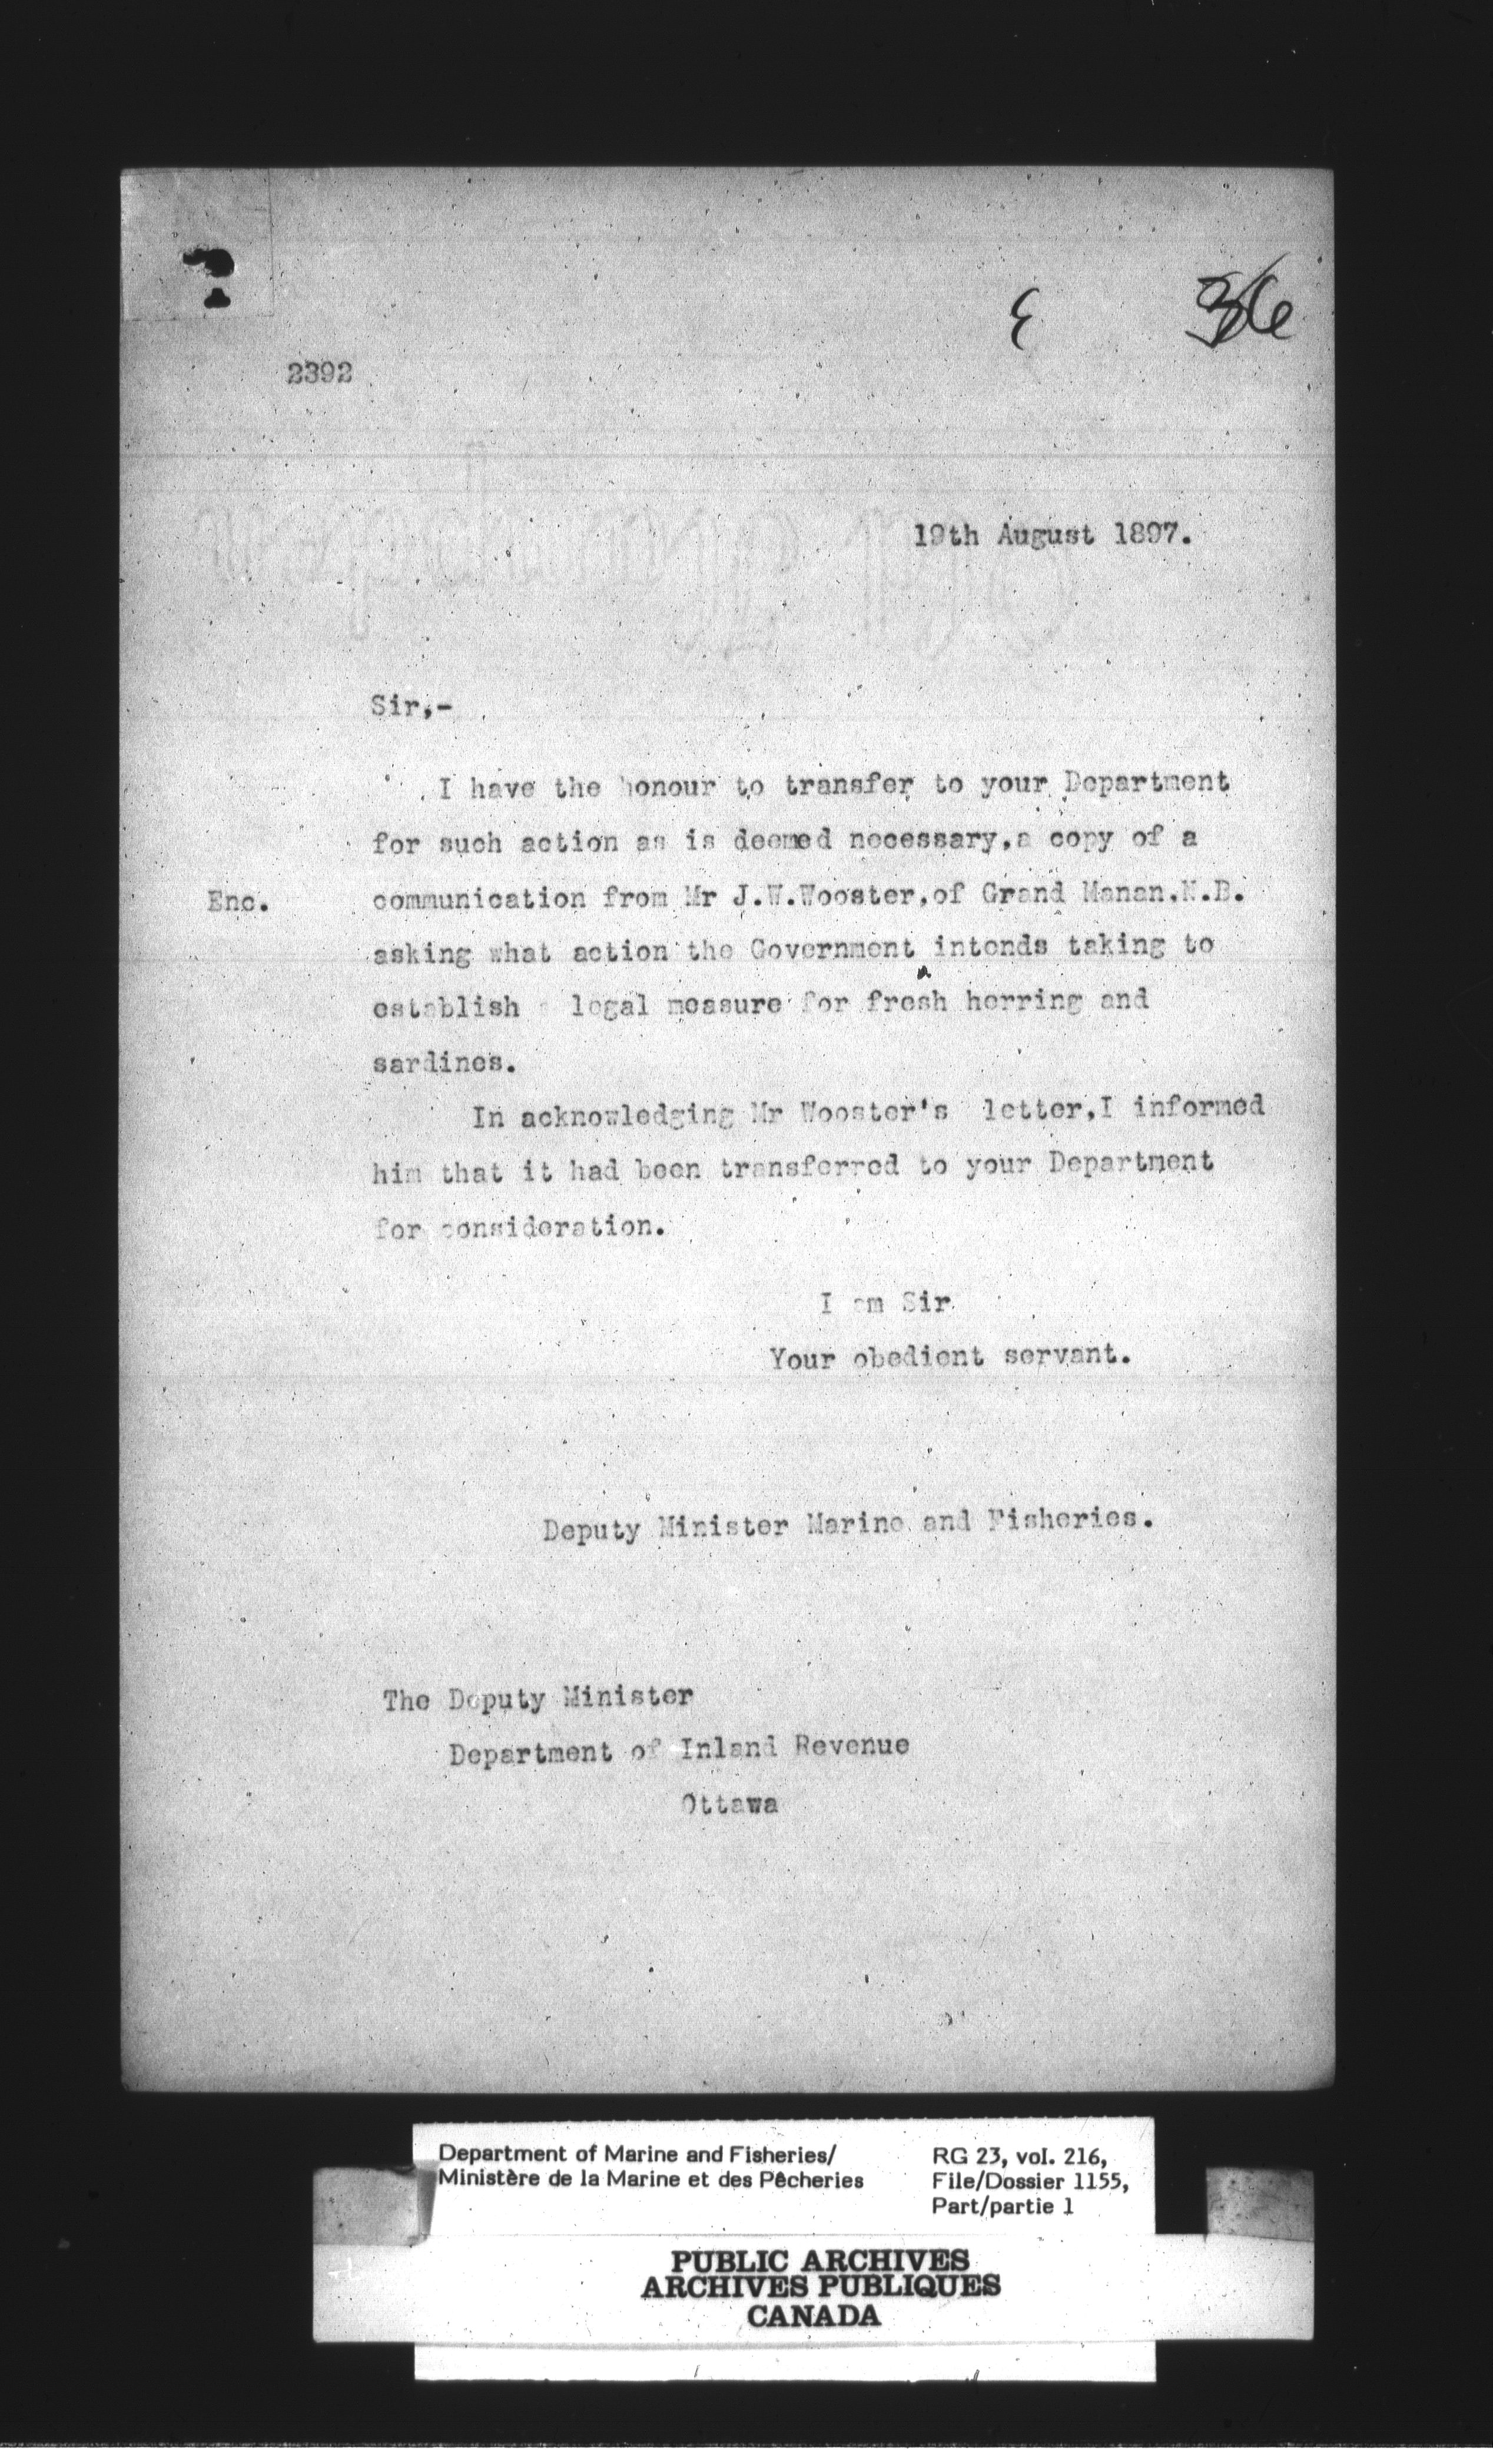 36
2392
19th August 1897.
Sir,-
I have the honour to transfer to your Department
for such action as is deemed necessary, a copy of a
Enc. communication from Mr J.W.Wooster, of Grand Manan, N.B.
asking what action the Government intends taking to
establish a legal measure for fresh herring and
sardines.
In acknowledging Mr Wooster's letter, I informed
him that it had been transferred to your Department
for consideration.
I am Sir
Your obedient servant.
Deputy Minister Marine and Fisheries.
The Deputy Minister
Department of Inland Revenue
Ottawa
Department of Marine and Fisheries/
Ministère de la Marine et des Pêcheries
RG 23, vol. 216,
File/Dossier 1155,
Part/partie 1
PUBLIC ARCHIVES
ARCHIVES PUBLIQUES
CANADA